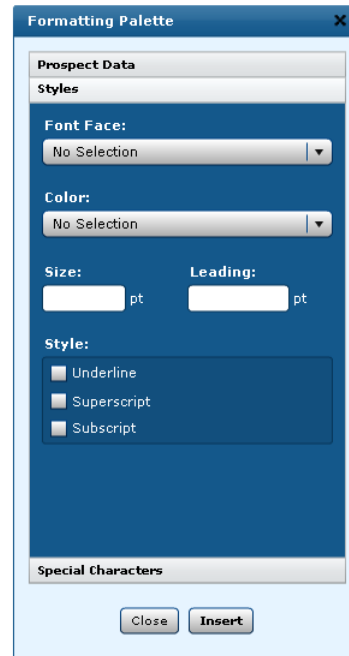 Formatting Palette
Prospect Data
Styles
Font Face:
No Selection
Color:
No Selection
Size: Leading:
pt pt
Style:
Underline
Superscript
Subscript
Special Characters
Close Insert